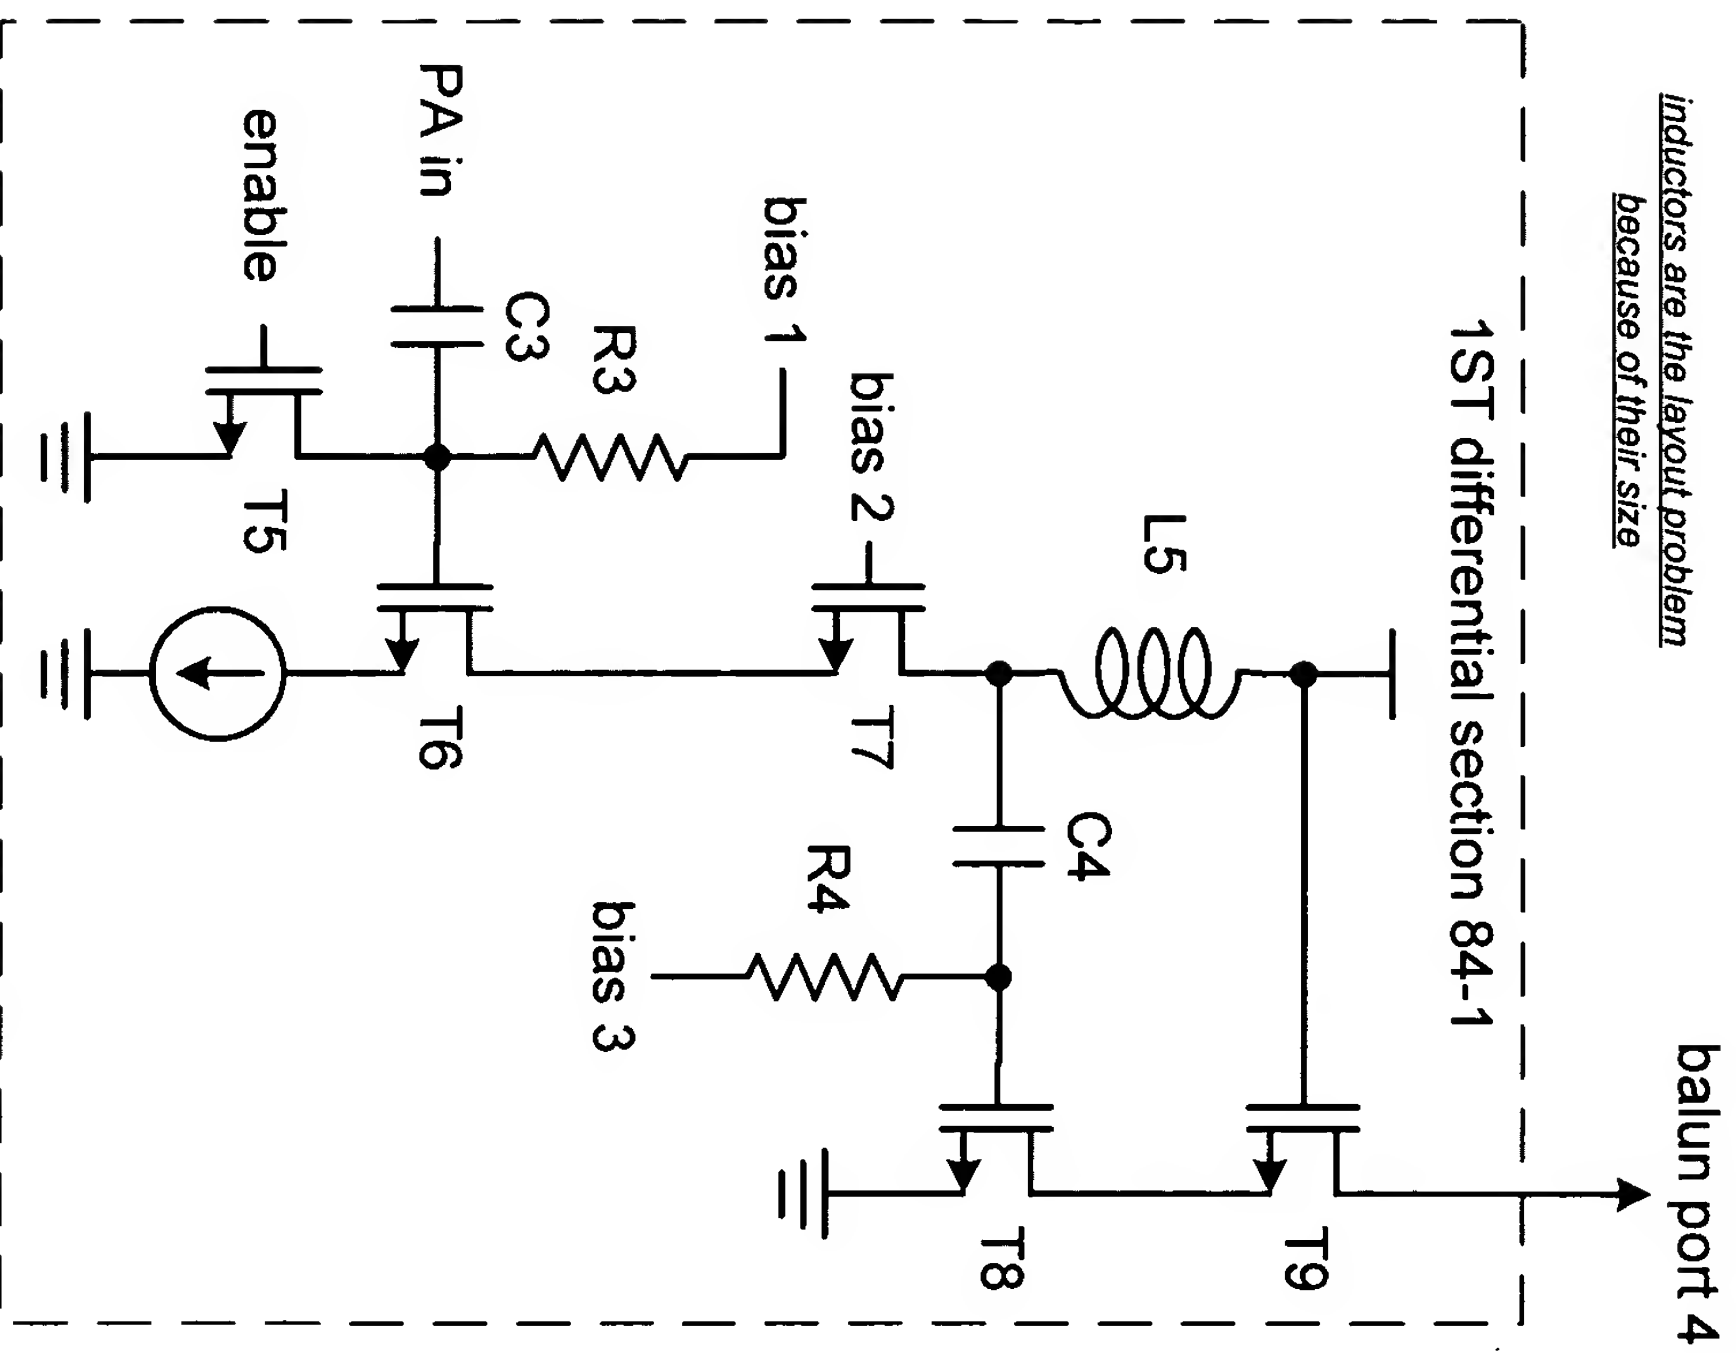 inductors are the layout problem
because of their size
balun port 4
1ST differential section 84-1
L5
T9
C4
bias 2
T7
T8
bias 1
R4
R3
bias 3
C3
PA in
T6
enable
T5